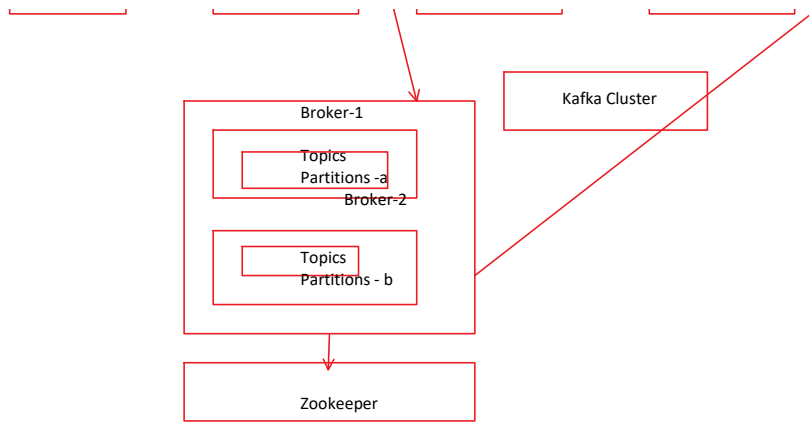 Kafka Cluster
Broker-1
Topics
Partitions -a
Broker-2
Topics
Partitions - b
Zookeeper